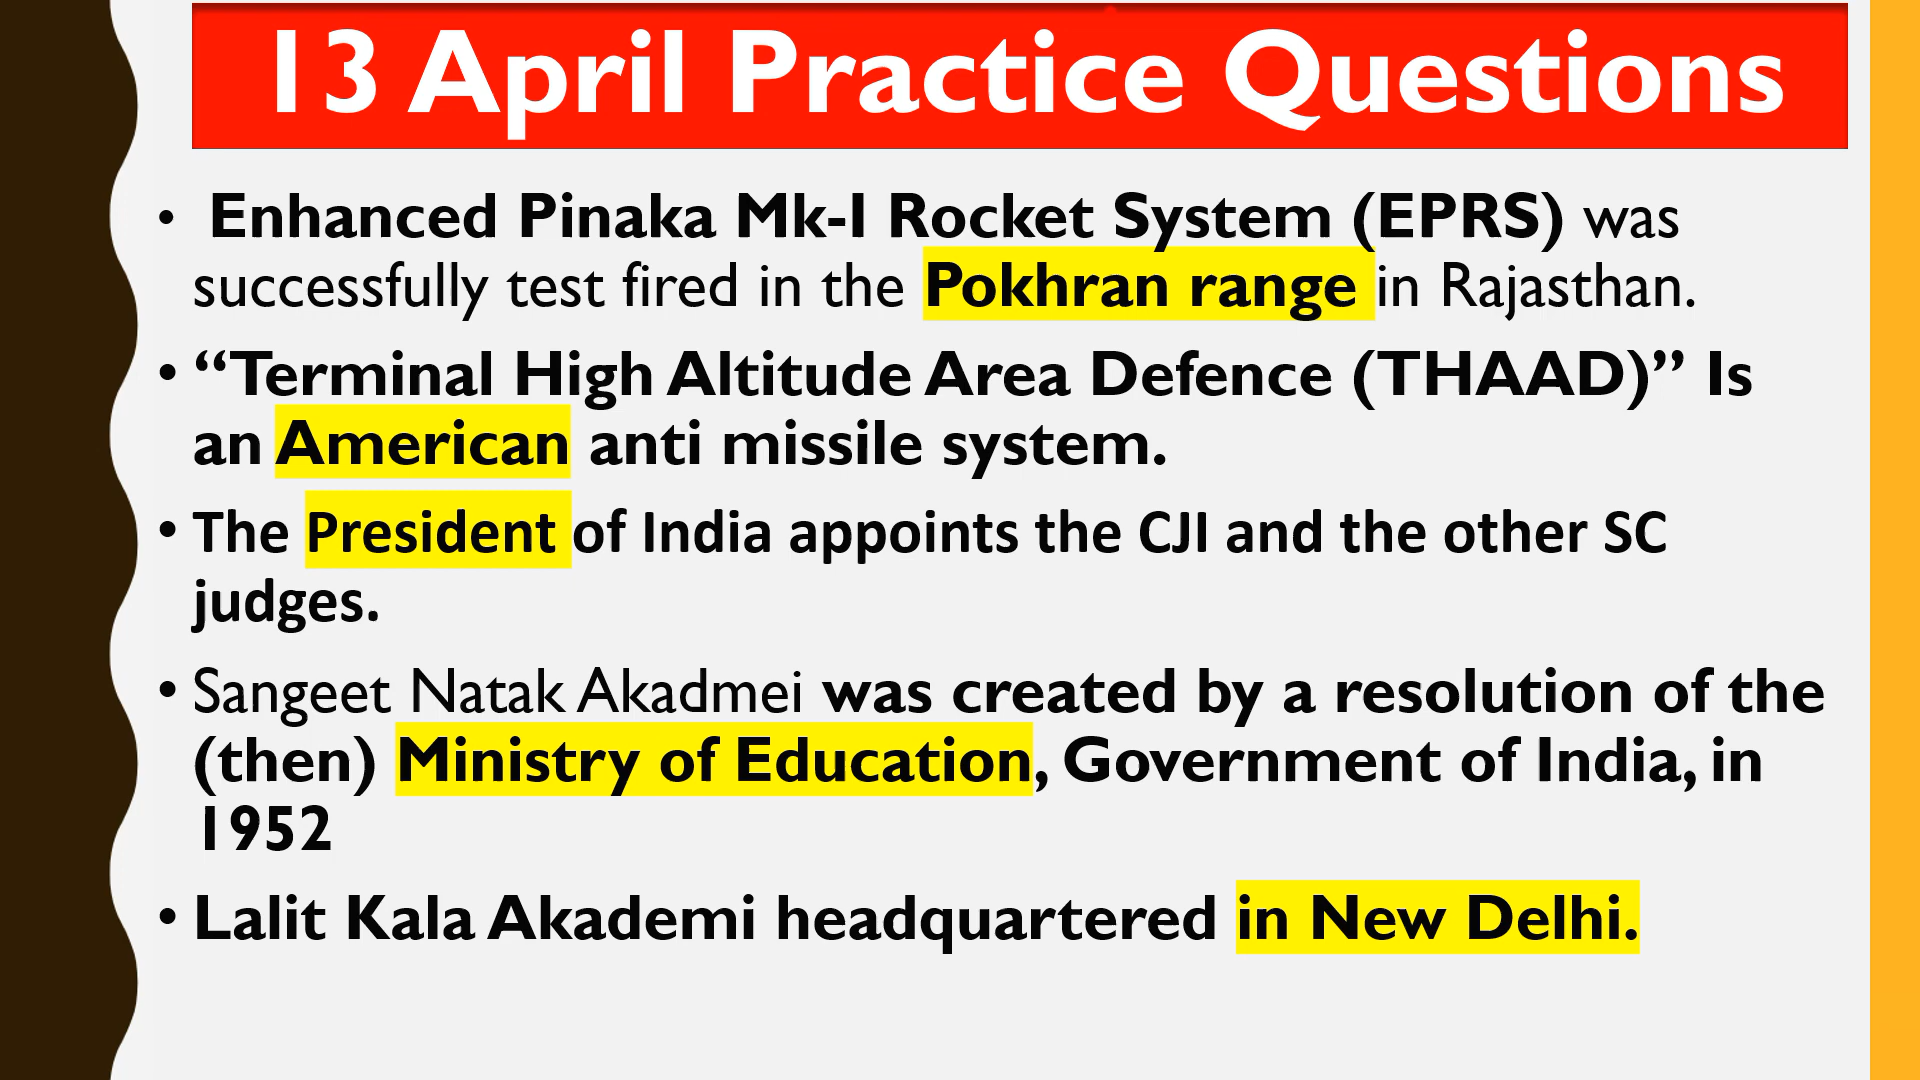 13 April Practice Questions
• Enhanced Pinaka Mk-I Rocket System (EPRS) was
successfully test fired in the Pokhran range in Rajasthan.
• “Terminal High Altitude Area Defence (THAAD)” Is
an American anti missile system.
• The President of India appoints the CJI and the other SC
judges.
• Sangeet Natak Akadmei was created by a resolution of the
(then) Ministry of Education, Government of India, in
1952
• Lalit Kala Akademi headquartered in New Delhi.